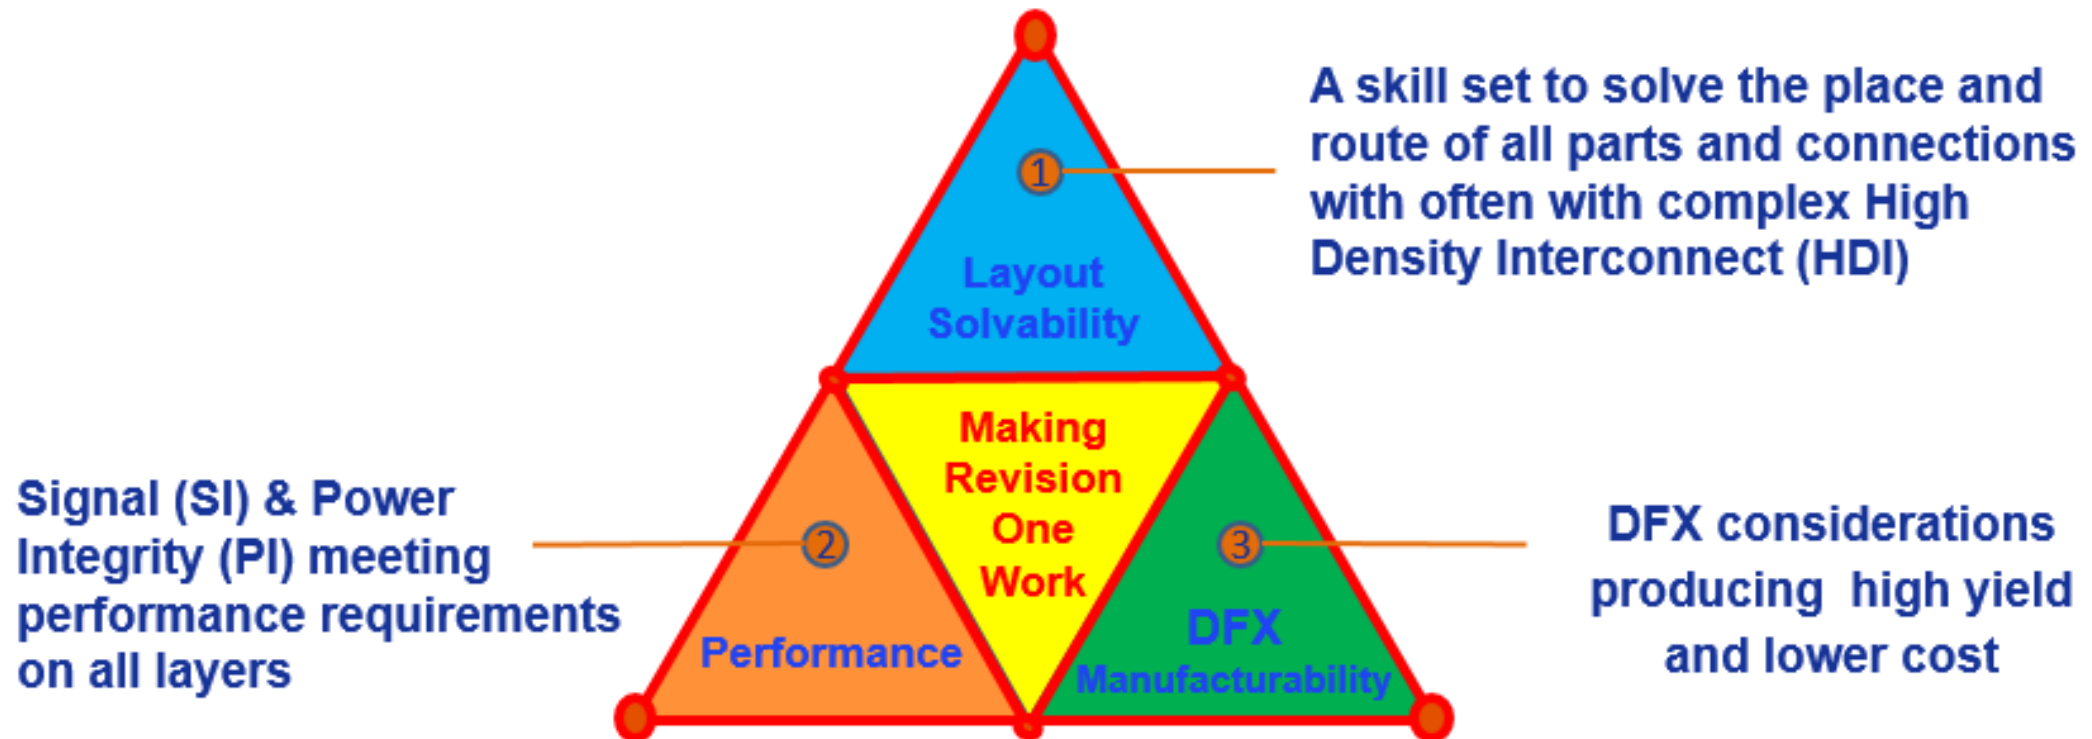 A skill set to solve the place and
route of all parts and connections
with often with complex High
Density Interconnect (HDI)
1
Layout
Solvability
Making
Revision
One
Work
Signal (SI) & Power
Integrity (PI) meeting
performance requirements
on all layers
2
Performance
3
DFX
Manufacturability
DFX considerations
producing high yield
and lower cost